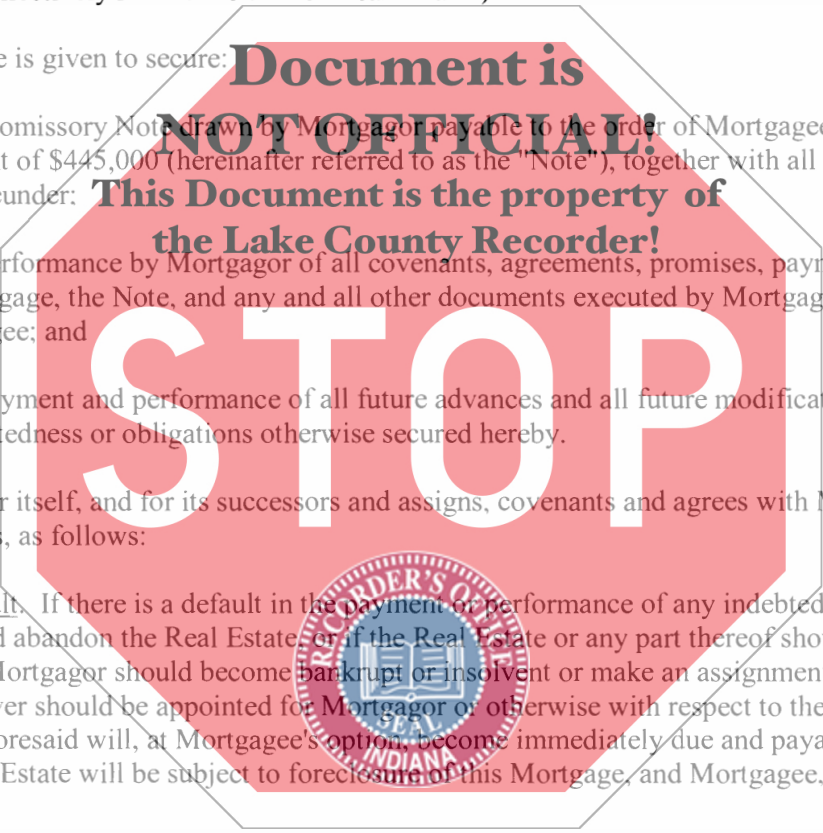 e is given to secure:
Document is
omissory Note drawn by Mortgagor payable to the order of Mortgagee
NOT OFFICIAL!
t of $445,000 (hereinafter referred to as the "Note"), together with all
eunder:
This Document is the property of
the Lake County Recorder!
rformance by Mortgagor of all covenants, agreements, promises, payr
gage, the Note, and any and all other documents executed by Mortgag
ee; and
STOP
yment and performance of all future advances and all future modificat
tedness or obligations otherwise secured hereby.
r itself, and for its successors and assigns, covenants and agrees with
s, as follows:
RECORDER'S OFFICE
SEAL
INDIANA
lt. If there is a default in the payment or performance of any indebted
d abandon the Real Estate, or if the Real Estate or any part thereof sho
Mortgagor should become bankrupt or insolvent or make an assignmen
ver should be appointed for Mortgagor or otherwise with respect to the
oresaid will, at Mortgagee's option, become immediately due and paya
Estate will be subject to foreclosure of this Mortgage, and Mortgagee,